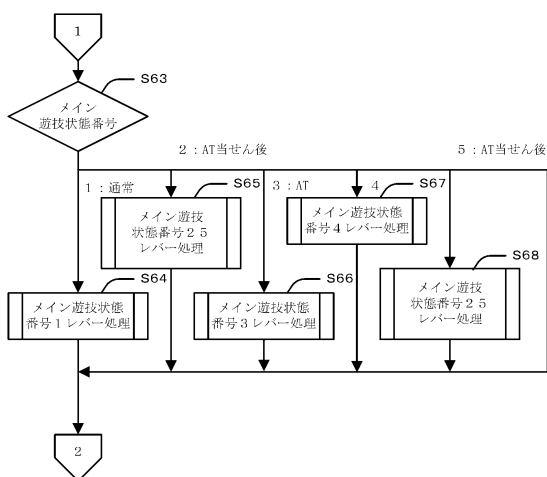 1
S63
メイン
遊技状態番号
2：AT当せん後
5：AT当せん後
1：通常
S65
3：AT
4
S67
メイン遊技
状態番号２５
レバー処理
メイン遊技状態
番号４レバー処理
S64
S66
S68
メイン遊技状態
番号１レバー処理
メイン遊技状態
番号３レバー処理
メイン遊技
状態番号２５
レバー処理
2